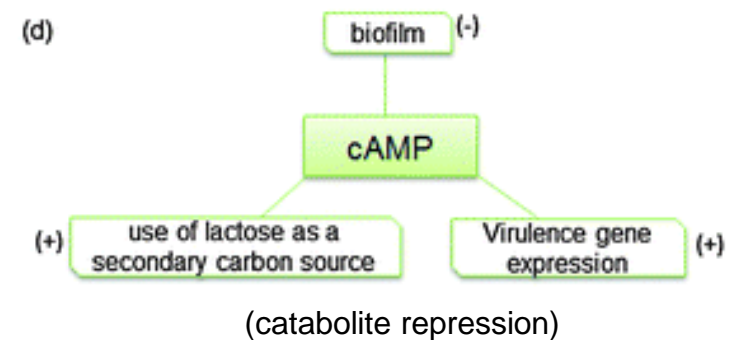 (d)
biofilm (-)
cAMP
(+) use of lactose as a
secondary carbon source
Virulence gene
expression (+)
(catabolite repression)